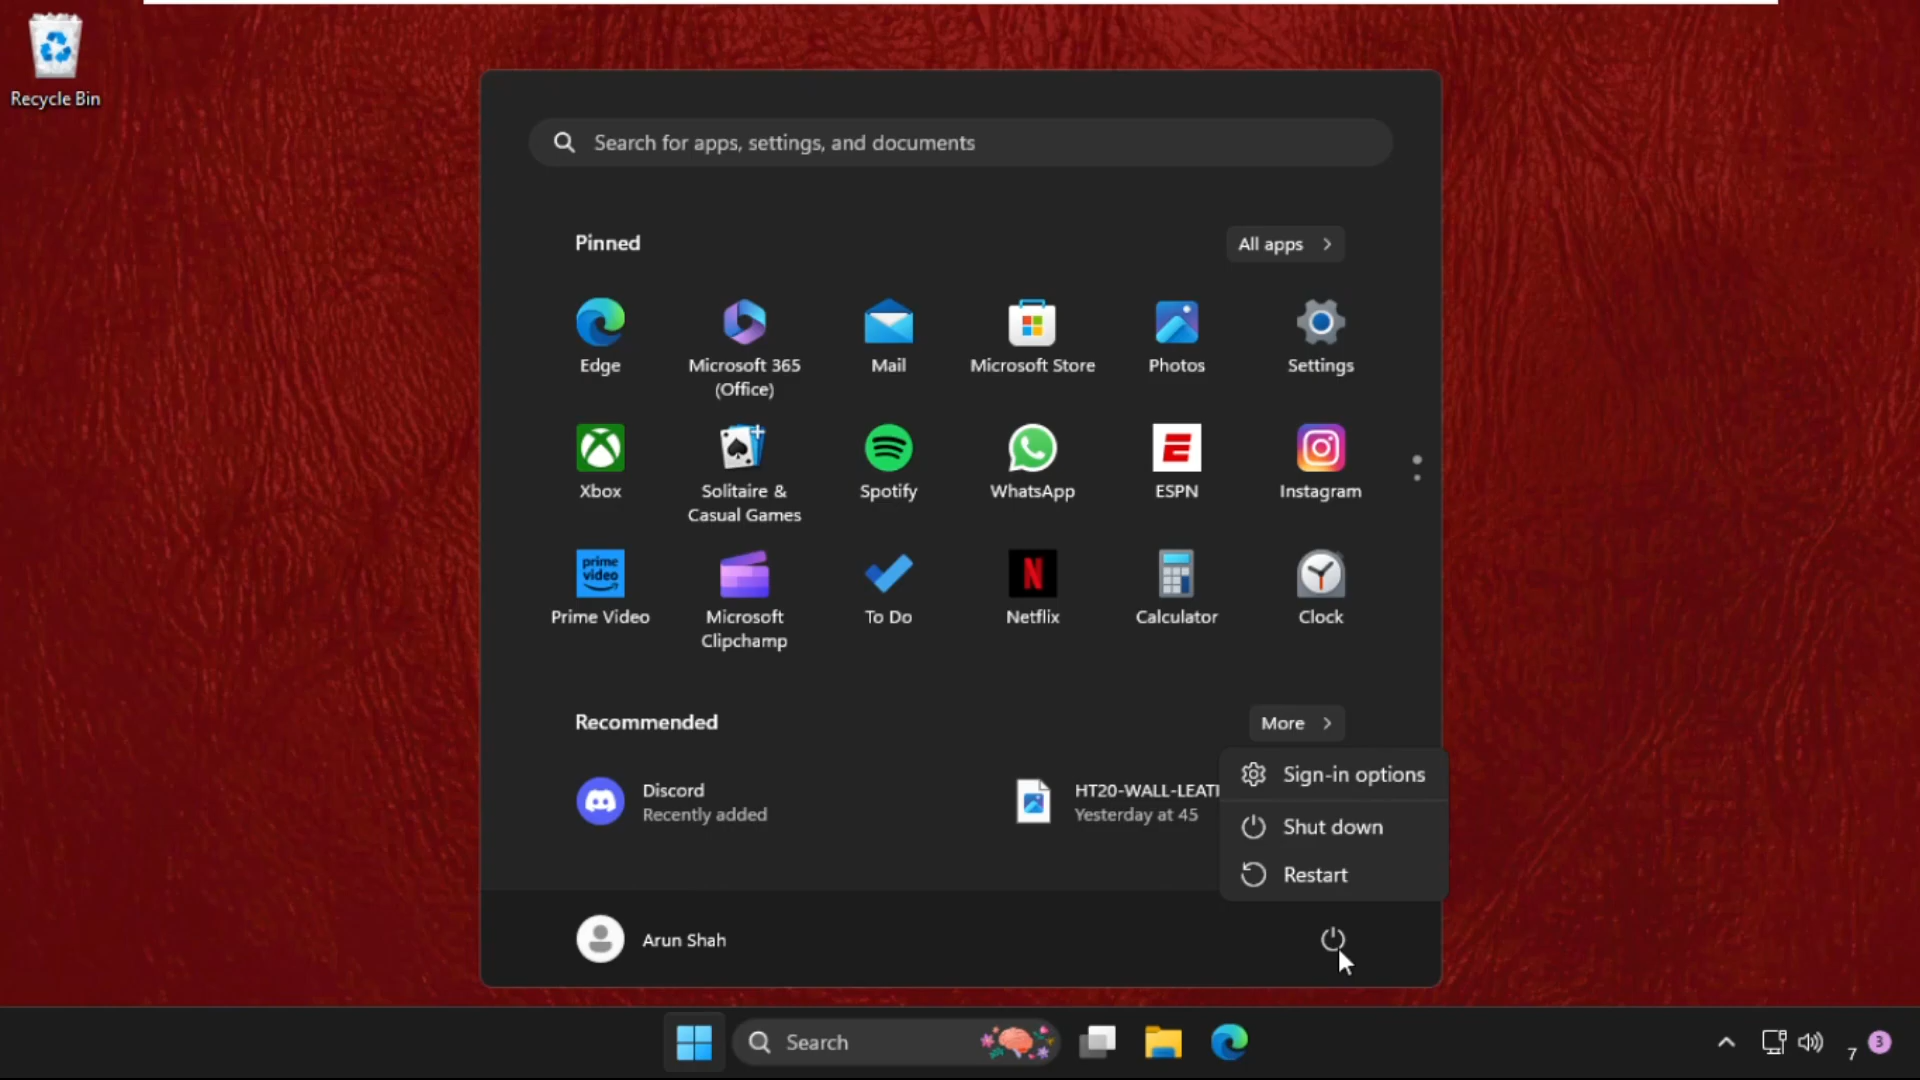 Recycle Bin
Search for apps, settings, and documents
Pinned
All apps
Edge
Microsoft 365
(Office)
Mail
Microsoft Store
Photos
Settings
Xbox
Solitaire &
Casual Games
Spotify
WhatsApp
ESPN
Instagram
prime
video
Prime Video
Microsoft
Clipchamp
To Do
Netflix
Calculator
Clock
Recommended
More
Discord
Recently added
HT20-WALL-LEATI
Yesterday at 45
Sign-in options
Shut down
Restart
Arun Shah
Search
7
3